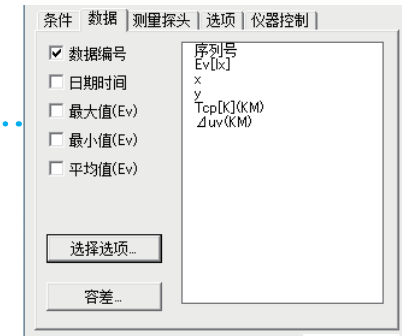 条件 数据 测量探头 选项 仪器控制
数据编号
日期时间
最大值(Ev)
最小值(Ev)
平均值(Ev)
选择选项...
容差...
序列号
Ev[lx]
x
y
Tcp[K](KM)
⊿uv(KM)